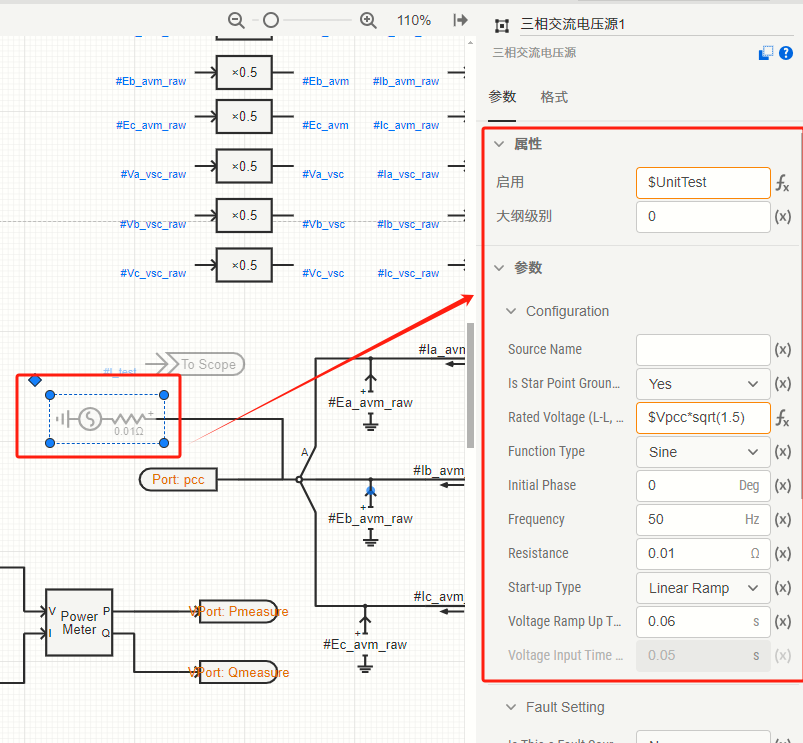 110%
#Eb_avm_raw ×0.5 #Eb_avm #Ib_avm_raw
#Ec_avm_raw ×0.5 #Ec_avm #Ic_avm_raw
#Va_vsc_raw ×0.5 #Va_vsc #Ia_vsc_raw
#Vb_vsc_raw ×0.5 #Vb_vsc #Ib_vsc_raw
#Vc_vsc_raw ×0.5 #Vc_vsc #Ic_vsc_raw
#I_test To Scope
+
0.01Ω
Port: pcc
A
#Ia_avn
+
#Ea_avm_raw
#Ib_avm
+
#Eb_avm_raw
#Ic_avm
+
#Ec_avm_raw
V P
Power
Meter
I Q
VPort: Pmeasure
VPort: Qmeasure
三相交流电压源1
三相交流电压源
?
参数 格式
属性
启用 $UnitTest fx
大纲级别 0 (x)
参数
Configuration
Source Name (x)
Is Star Point Groun... Yes (x)
Rated Voltage (L-L, ... $Vpcc*sqrt(1.5) fx
Function Type Sine (x)
Initial Phase 0 Deg (x)
Frequency 50 Hz (x)
Resistance 0.01 Ω (x)
Start-up Type Linear Ramp (x)
Voltage Ramp Up T... 0.06 s (x)
Voltage Input Time ... 0.05 s (x)
Fault Setting